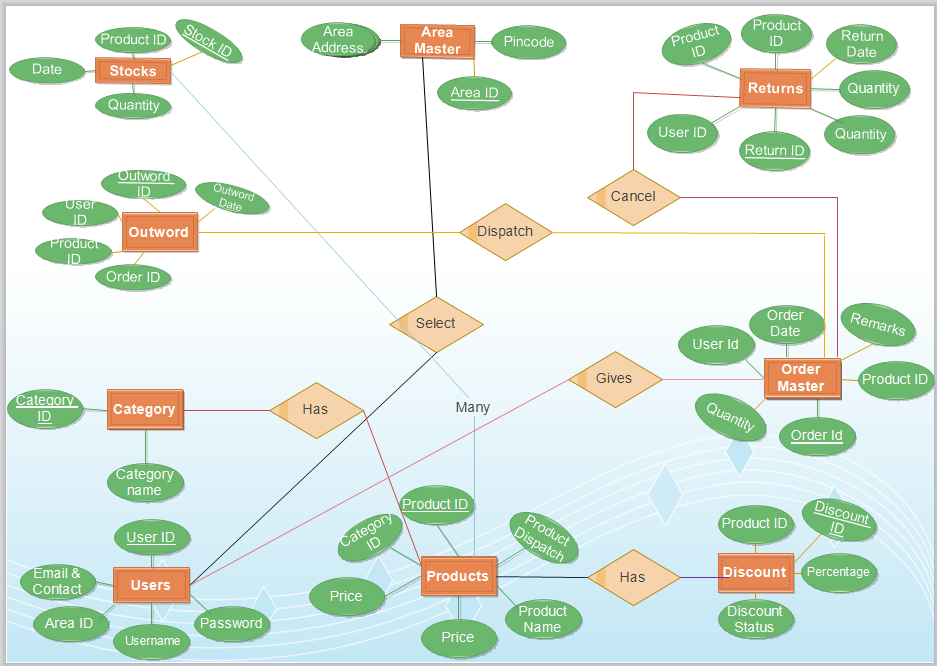 Product ID
Stock ID
Date
Stocks
Quantity
Area
Address
Area
Master
Pincode
Area ID
Product
ID
Product
ID
Return
Date
Returns
Quantity
User ID
Return ID
Quantity
Outword
ID
Outword
Date
User
ID
Outword
Product
ID
Order ID
Dispatch
Cancel
Select
User Id
Order
Date
Remarks
Order
Master
Product ID
Quantity
Order Id
Gives
Category
ID
Category
Has
Many
Category
name
User ID
Email &
Contact
Users
Area ID
Username
Password
Category
ID
Product ID
Product
Dispatch
Price
Products
Price
Product
Name
Has
Product ID
Discount
ID
Discount
Percentage
Discount
Status